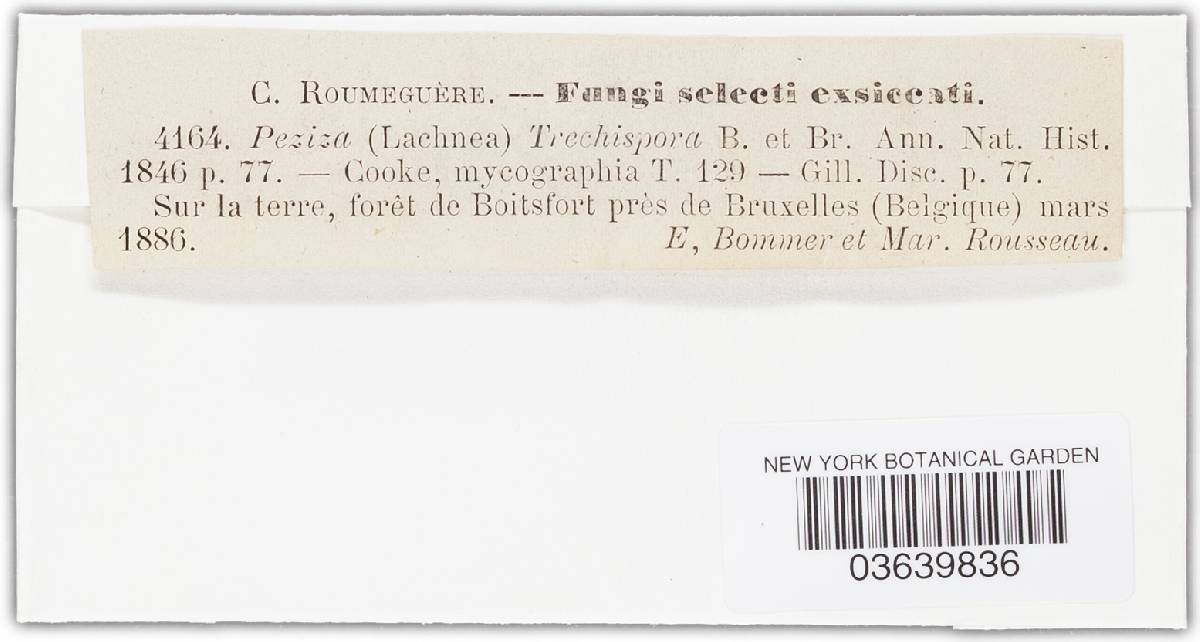 C. ROUMEGUÈRE. — Fungi selecti exsiccati.
4164. Peziza (Lachnea) Trechispora B. et Br. Ann. Nat. Hist.
1846 p. 77. — Cooke, mycographia T. 129 — Gill. Disc. p. 77.
Sur la terre, forêt de Boitsfort près de Bruxelles (Belgique) mars
1886. E, Bommer et Mar. Rousseau.
NEW YORK BOTANICAL GARDEN
03639836